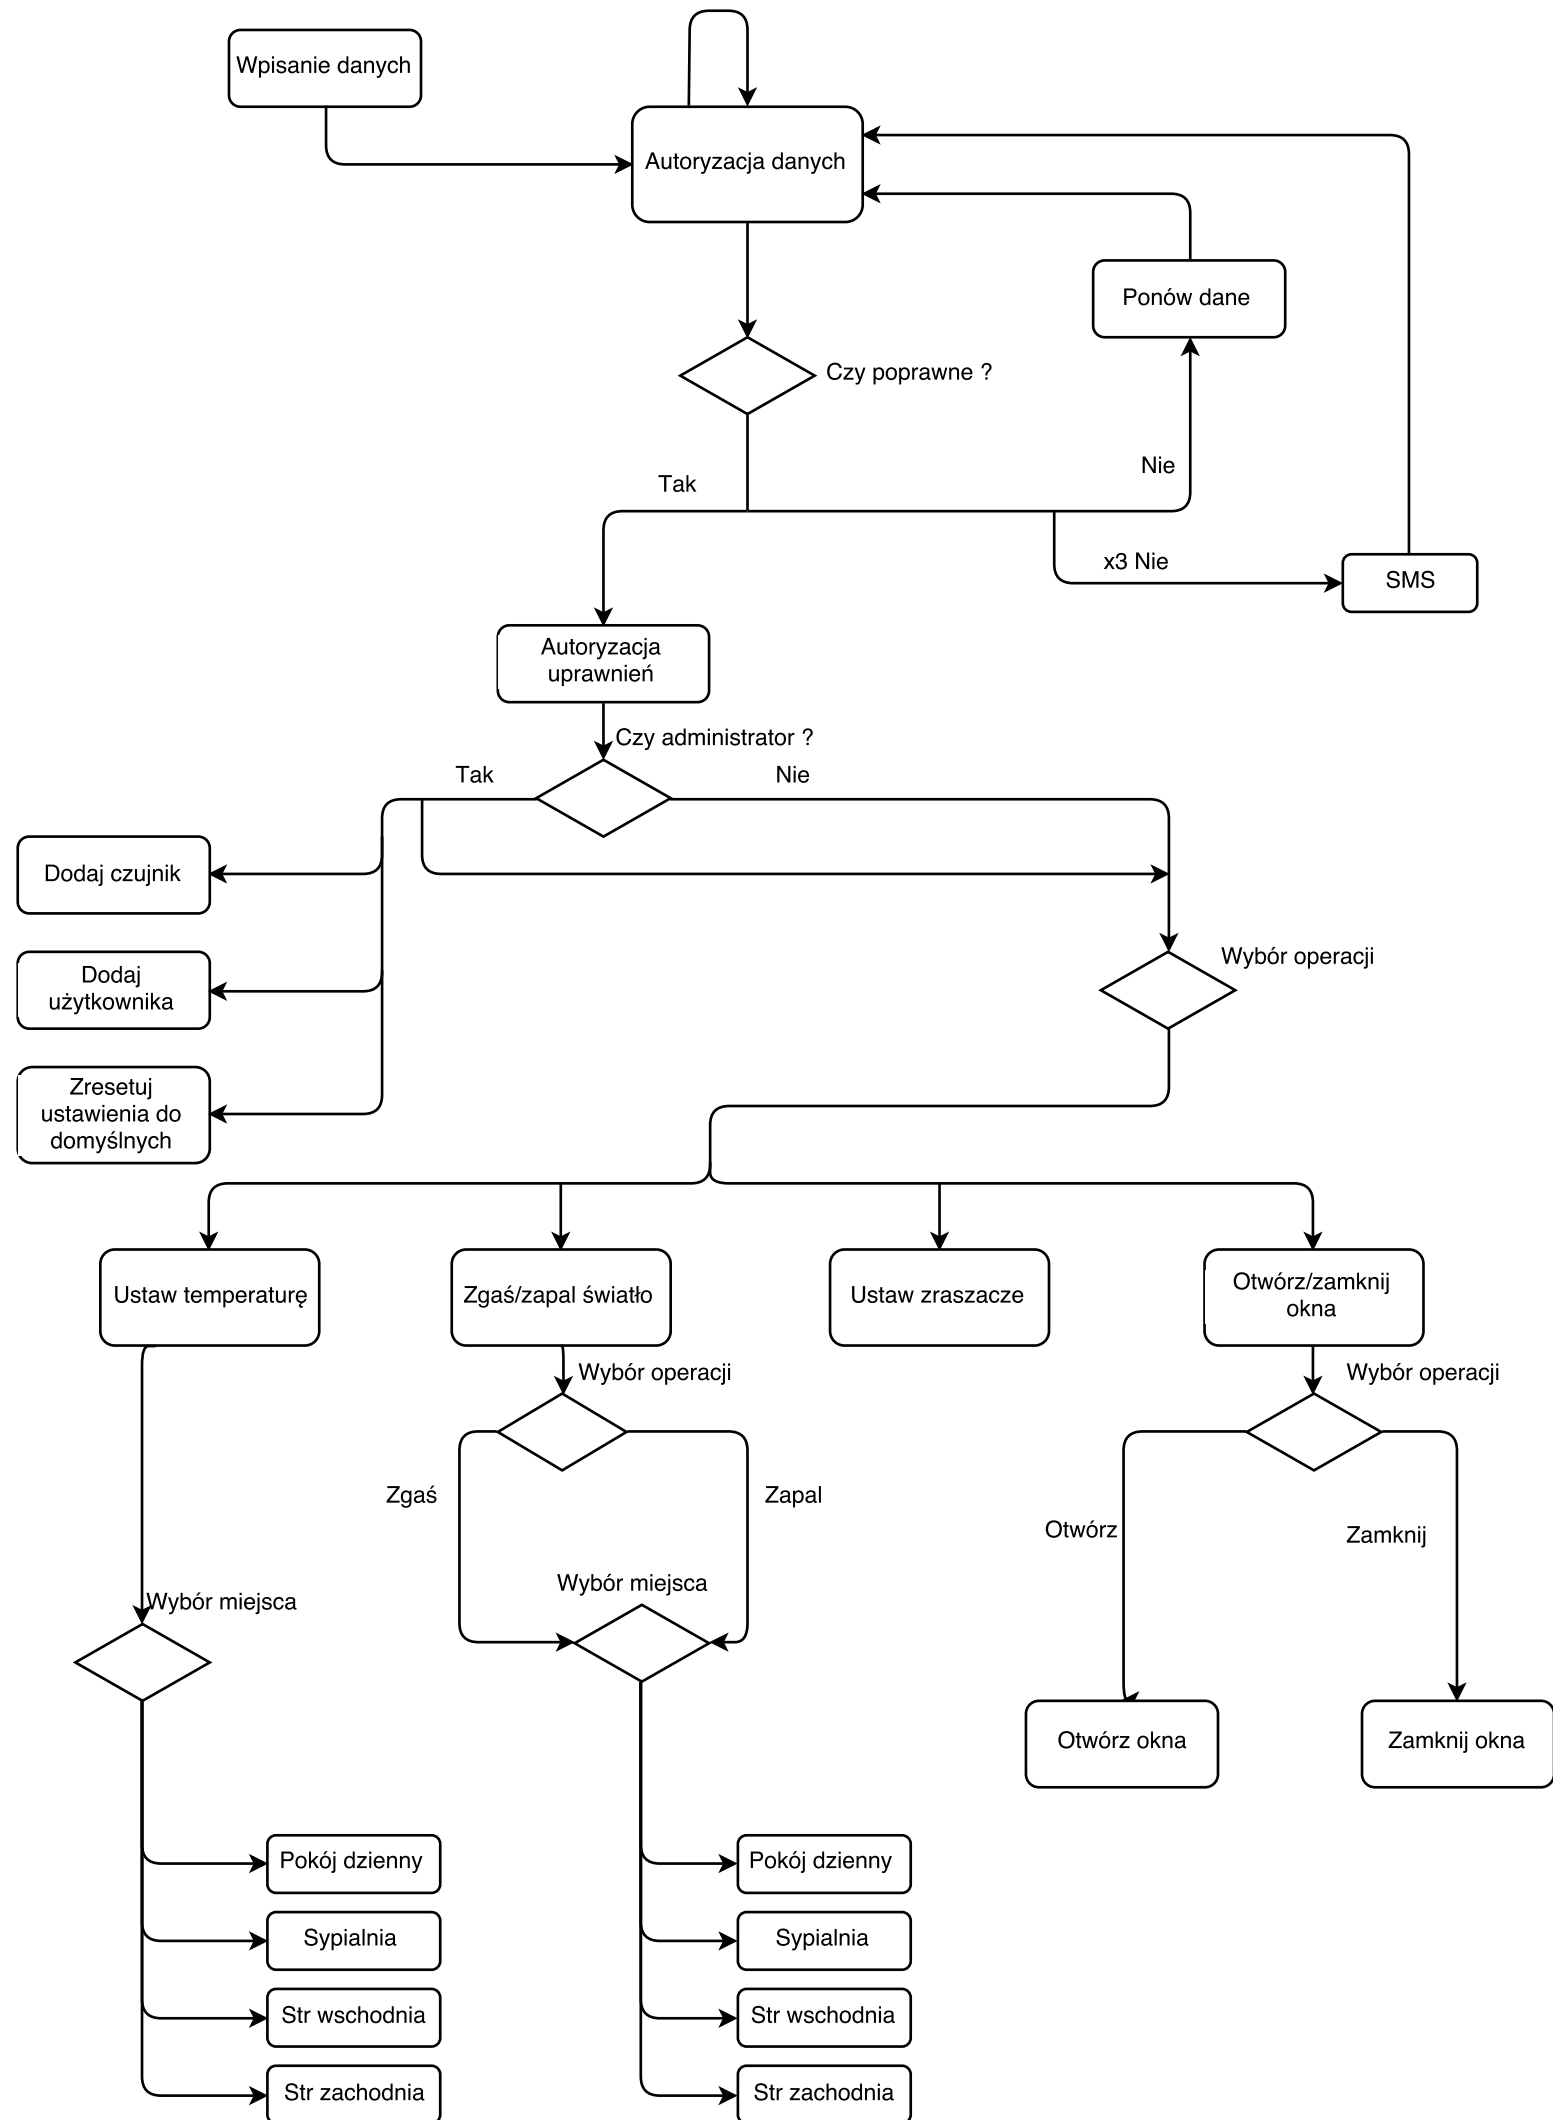 Wpisanie danych
Autoryzacja danych
Ponów dane
Czy poprawne ?
Nie
Tak
x3 Nie
SMS
Autoryzacja
uprawnień
Czy administrator ?
Tak
Nie
Dodaj czujnik
Wybór operacji
Dodaj
użytkownika
Zresetuj
ustawienia do
domyślnych
Ustaw temperaturę
Zgaś/zapal światło
Ustaw zraszacze
Otwórz/zamknij
okna
Wybór operacji
Wybór operacji
Zgaś
Zapal
Otwórz
Zamknij
Wybór miejsca
Wybór miejsca
Otwórz okna
Zamknij okna
Pokój dzienny
Pokój dzienny
Sypialnia
Sypialnia
Str wschodnia
Str wschodnia
Str zachodnia
Str zachodnia